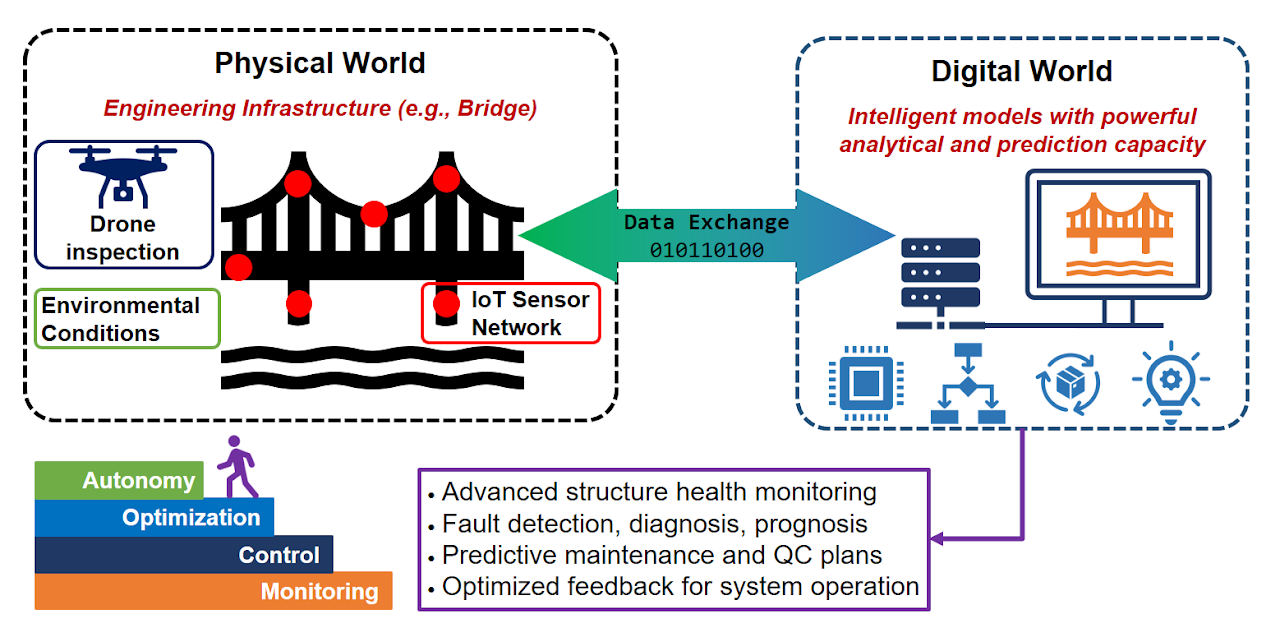 Physical World
Engineering Infrastructure (e.g., Bridge)
Drone
inspection
Environmental
Conditions
IoT Sensor
Network
Data Exchange
010110100
Digital World
Intelligent models with powerful
analytical and prediction capacity
Autonomy
Optimization
Control
Monitoring
• Advanced structure health monitoring
• Fault detection, diagnosis, prognosis
• Predictive maintenance and QC plans
• Optimized feedback for system operation